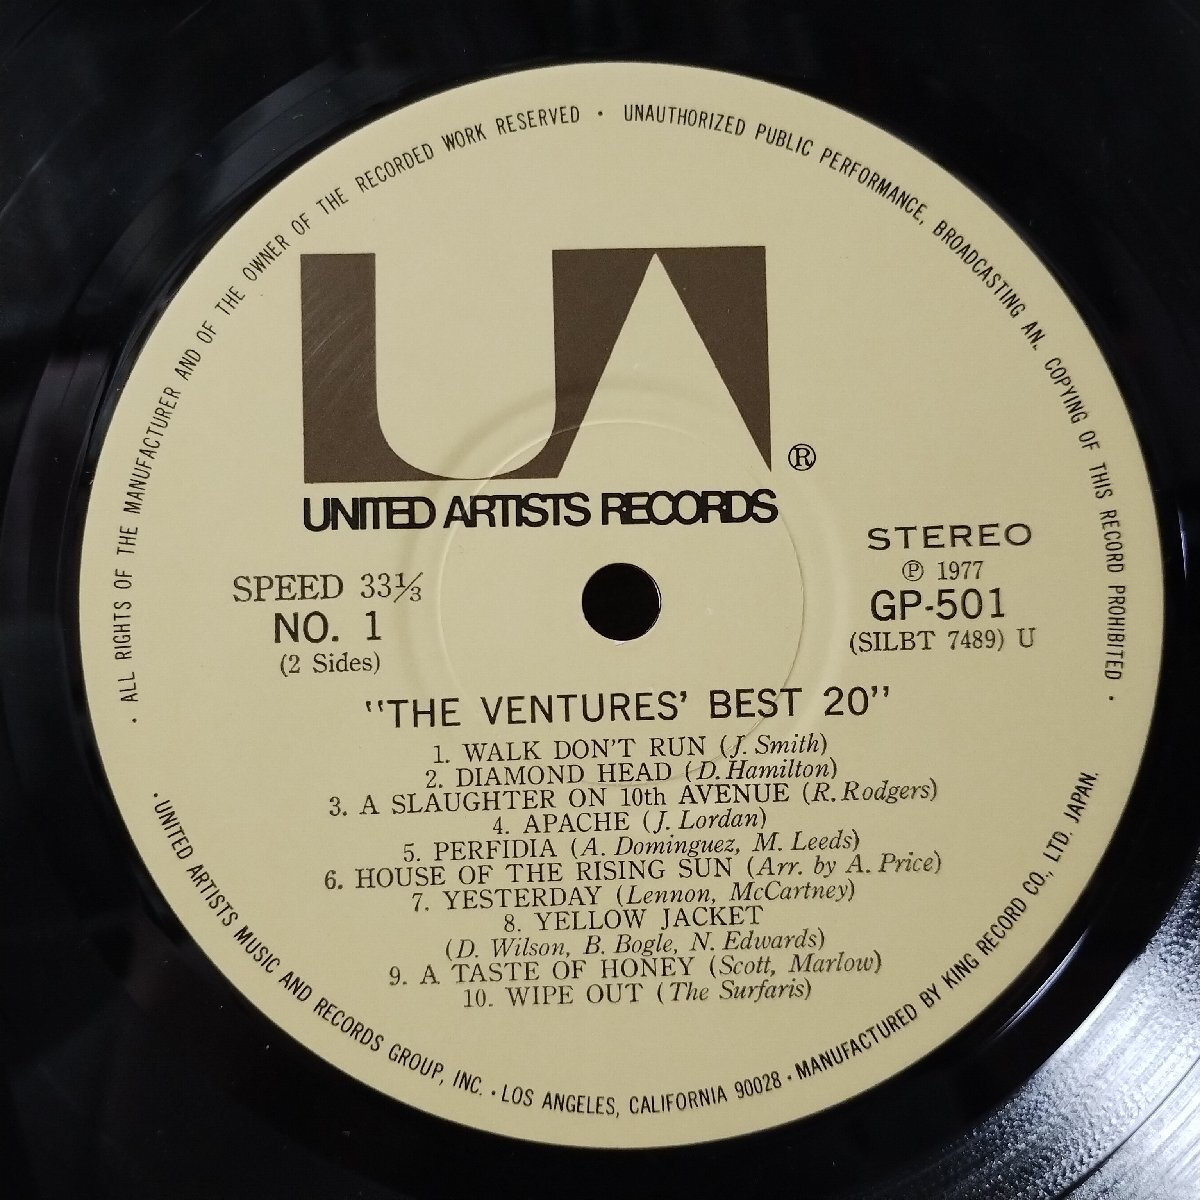 · ALL RIGHTS OF THE MANUFACTURER AND OF THE OWNER OF THE RECORDED WORK RESERVED · UNAUTHORIZED PUBLIC PERFORMANCE, BROADCASTING AN. COPYING OF THIS RECORD PROHIBITED ·
UA ®
UNITED ARTISTS RECORDS
SPEED 33⅓
NO. 1
(2 Sides)
STEREO
℗ 1977
GP-501
(SILBT 7489) U
"THE VENTURES' BEST 20"
1. WALK DON'T RUN (J. Smith)
2. DIAMOND HEAD (D. Hamilton)
3. A SLAUGHTER ON 10th AVENUE (R. Rodgers)
4. APACHE (J. Lordan)
5. PERFIDIA (A. Dominguez, M. Leeds)
6. HOUSE OF THE RISING SUN (Arr. by A. Price)
7. YESTERDAY (Lennon, McCartney)
8. YELLOW JACKET
(D. Wilson, B. Bogle, N. Edwards)
9. A TASTE OF HONEY (Scott, Marlow)
10. WIPE OUT (The Surfaris)
· UNITED ARTISTS MUSIC AND RECORDS GROUP, INC. · LOS ANGELES, CALIFORNIA 90028 · MANUFACTURED BY KING RECORD CO., LTD. JAPAN.